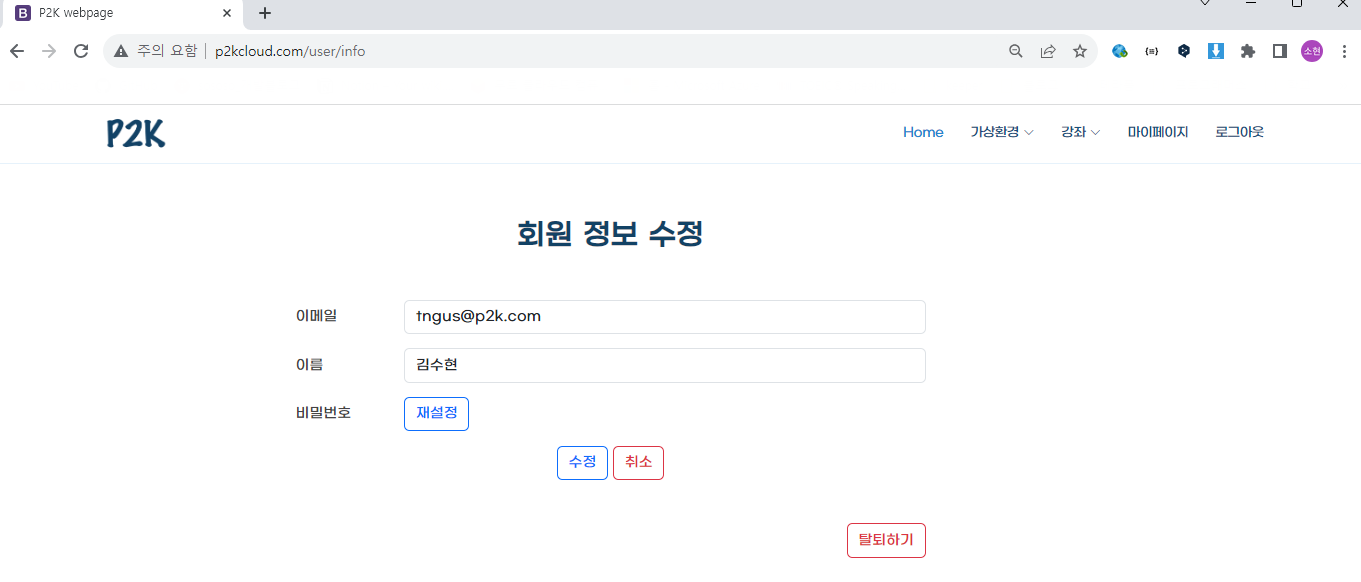 B P2K webpage
주의 요함 p2kcloud.com/user/info
소현
P2K Home 가상환경 강좌 마이페이지 로그아웃
회원 정보 수정
이메일 tngus@p2k.com
이름 김수현
비밀번호 재설정
수정 취소
탈퇴하기